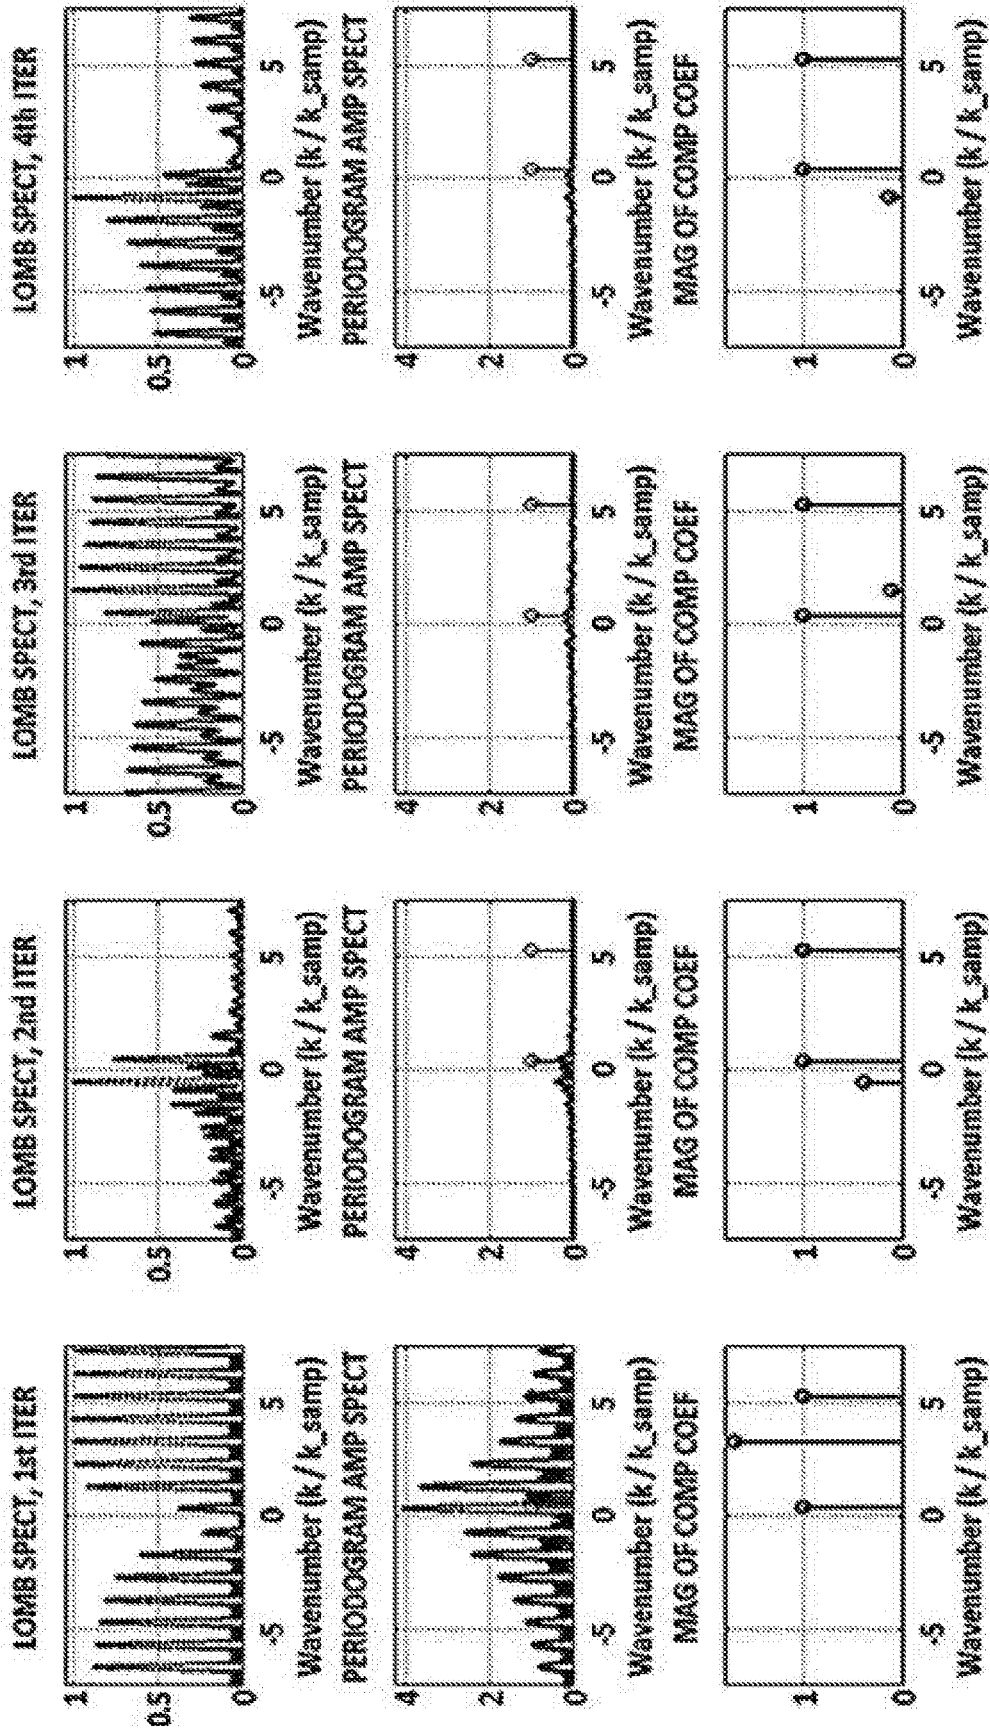 LOMB SPECT, 1st ITER
1
0.5
0
-5
0
5
Wavenumber (k / k_samp)
PERIODOGRAM AMP SPECT
4
2
0
-5
0
5
Wavenumber (k / k_samp)
MAG OF COMP COEF
1
0
-5
0
5
Wavenumber (k / k_samp)
LOMB SPECT, 2nd ITER
1
0.5
0
-5
0
5
Wavenumber (k / k_samp)
PERIODOGRAM AMP SPECT
4
2
0
-5
0
5
Wavenumber (k / k_samp)
MAG OF COMP COEF
1
0
-5
0
5
Wavenumber (k / k_samp)
LOMB SPECT, 3rd ITER
1
0.5
0
-5
0
5
Wavenumber (k / k_samp)
PERIODOGRAM AMP SPECT
4
2
0
-5
0
5
Wavenumber (k / k_samp)
MAG OF COMP COEF
1
0
-5
0
5
Wavenumber (k / k_samp)
LOMB SPECT, 4th ITER
1
0.5
0
-5
0
5
Wavenumber (k / k_samp)
PERIODOGRAM AMP SPECT
4
2
0
-5
0
5
Wavenumber (k / k_samp)
MAG OF COMP COEF
1
0
-5
0
5
Wavenumber (k / k_samp)